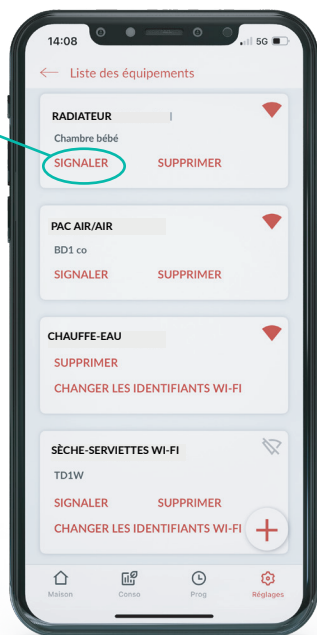 14:08
5G
← Liste des équipements
RADIATEUR
Chambre bébé
SIGNALER SUPPRIMER
PAC AIR/AIR
BD1 co
SIGNALER SUPPRIMER
CHAUFFE-EAU
SUPPRIMER
CHANGER LES IDENTIFIANTS WI-FI
SÈCHE-SERVIETTES WI-FI
TD1W
SIGNALER SUPPRIMER
CHANGER LES IDENTIFIANTS WI-FI
+
Maison Conso Prog Réglages